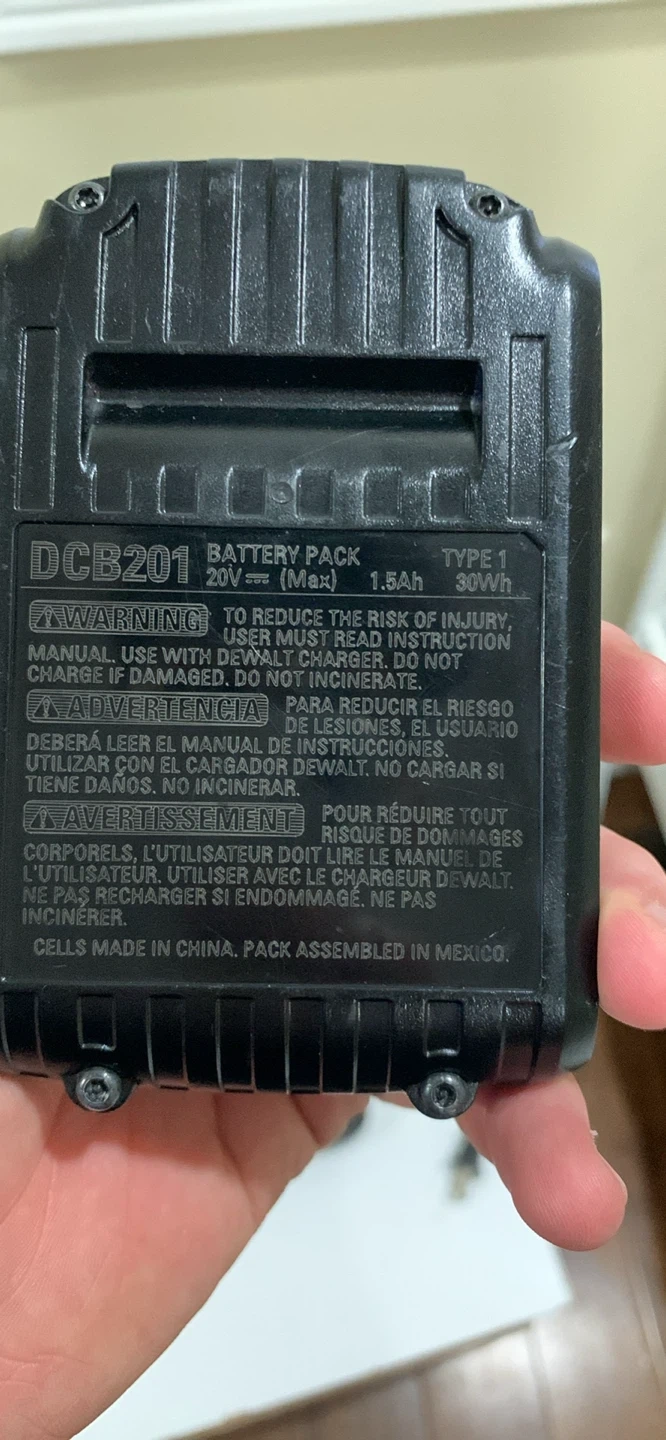 DCB201 BATTERY PACK TYPE 1
20V (Max) 1.5Ah 30Wh
WARNING TO REDUCE THE RISK OF INJURY,
USER MUST READ INSTRUCTION
MANUAL. USE WITH DEWALT CHARGER. DO NOT
CHARGE IF DAMAGED. DO NOT INCINERATE.
ADVERTENCIA PARA REDUCIR EL RIESGO
DE LESIONES, EL USUARIO
DEBERÁ LEER EL MANUAL DE INSTRUCCIONES.
UTILIZAR CON EL CARGADOR DEWALT. NO CARGAR SI
TIENE DAÑOS. NO INCINERAR.
AVERTISSEMENT POUR RÉDUIRE TOUT
RISQUE DE DOMMAGES
CORPORELS, L'UTILISATEUR DOIT LIRE LE MANUEL DE
L'UTILISATEUR. UTILISER AVEC LE CHARGEUR DEWALT.
NE PAS RECHARGER SI ENDOMMAGÉ. NE PAS
INCINÉRER.
CELLS MADE IN CHINA. PACK ASSEMBLED IN MEXICO.